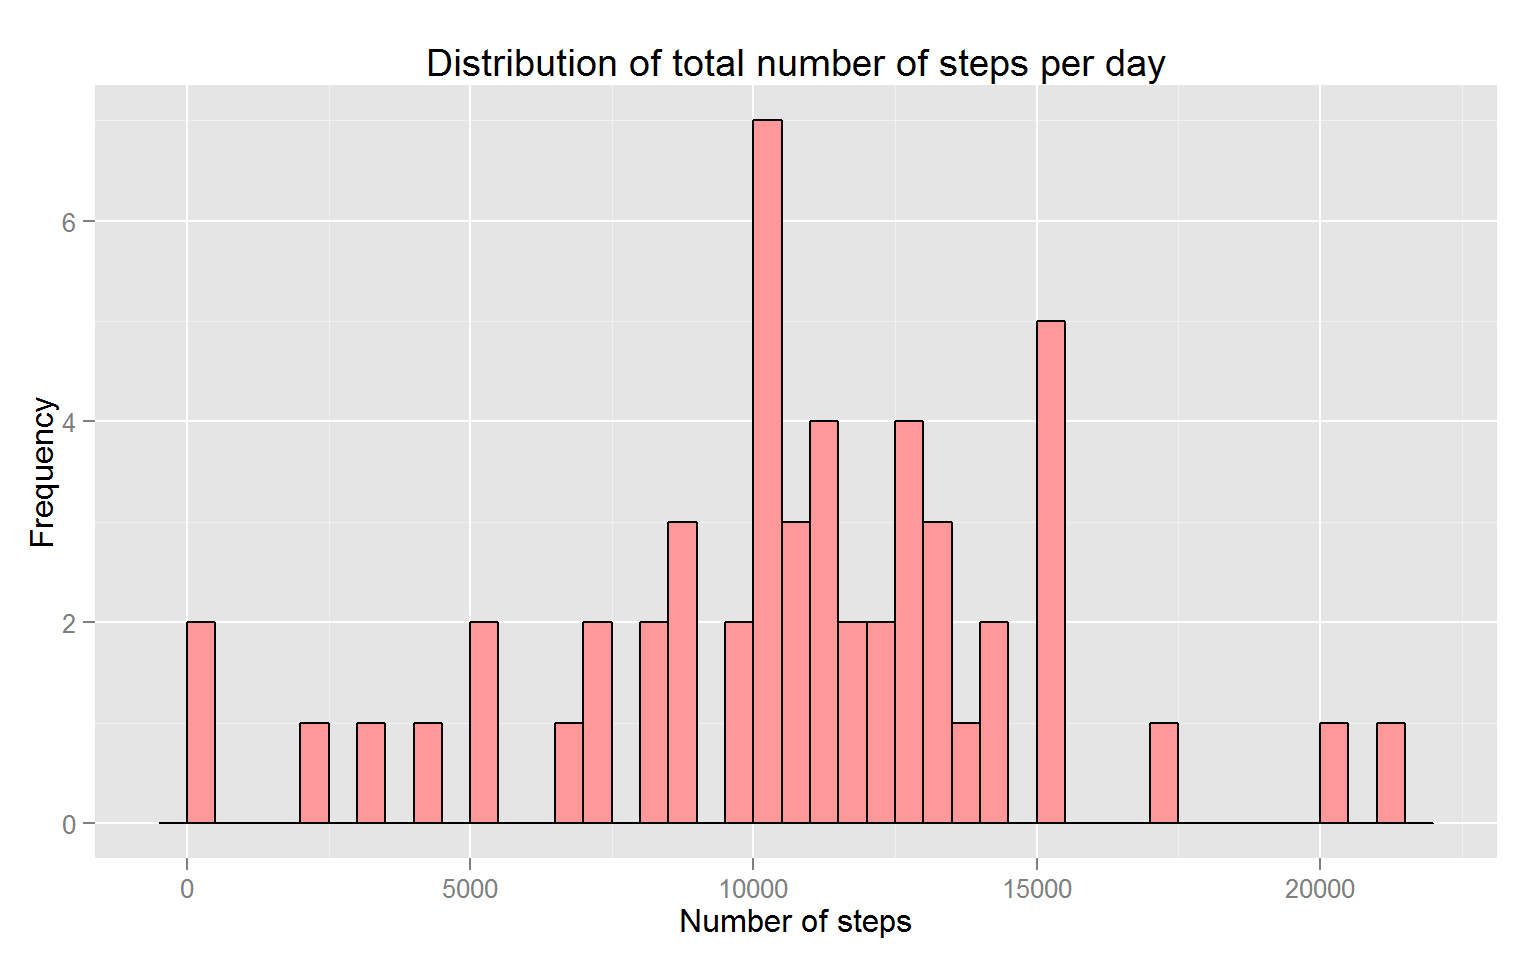 Distribution of total number of steps per day
Frequency
6
4
2
0
0 5000 10000 15000 20000
Number of steps